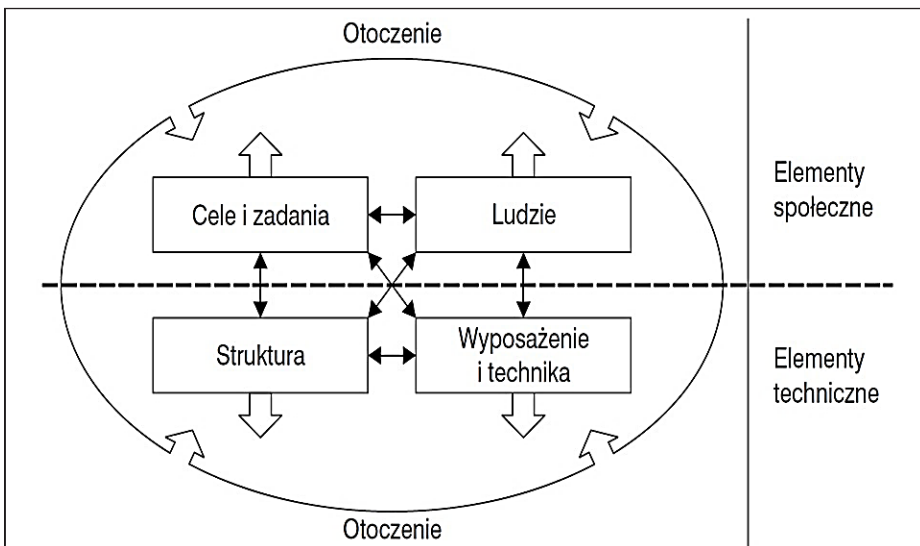 Otoczenie
Cele i zadania
Ludzie
Elementy
społeczne
Struktura
Wyposażenie
i technika
Elementy
techniczne
Otoczenie